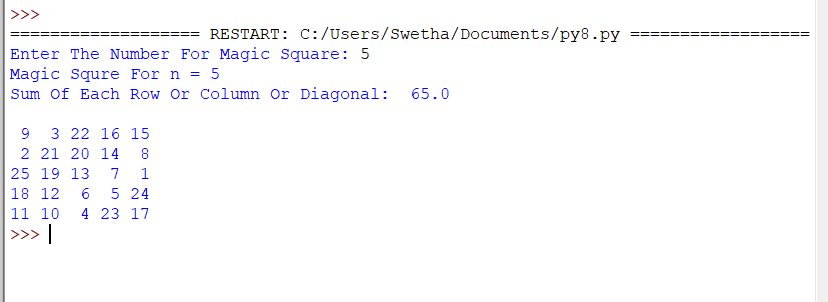 >>>
=================== RESTART: C:/Users/Swetha/Documents/py8.py ==================
Enter The Number For Magic Square: 5
Magic Squre For n = 5
Sum Of Each Row Or Column Or Diagonal:  65.0
 9  3 22 16 15
 2 21 20 14  8
25 19 13  7  1
18 12  6  5 24
11 10  4 23 17
>>>